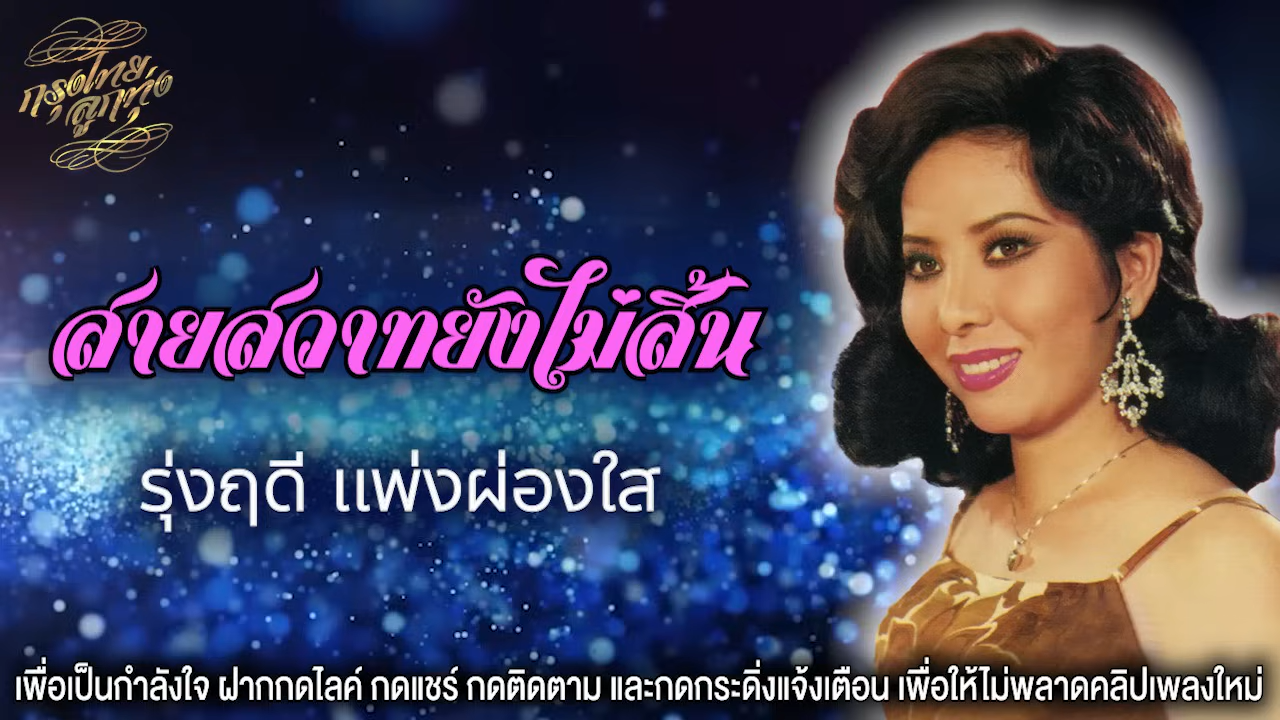 กรุงไทย
ลูกทุ่ง
สายสวาทยังไม่สิ้น
รุ่งฤดี แพ่งผ่องใส
เพื่อเป็นกำลังใจ ฝากกดไลค์ กดแชร์ กดติดตาม และกดกระดิ่งแจ้งเตือน เพื่อให้ไม่พลาดคลิปเพลงใหม่